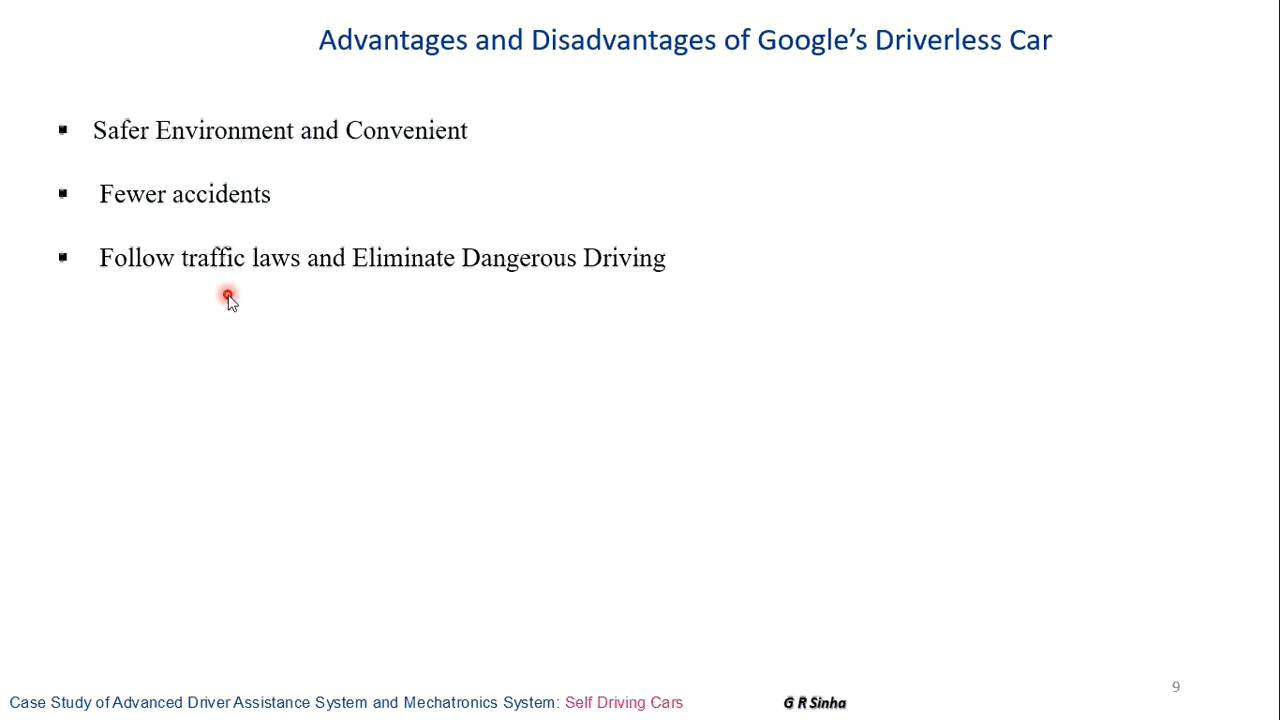 Advantages and Disadvantages of Google’s Driverless Car
Safer Environment and Convenient
Fewer accidents
Follow traffic laws and Eliminate Dangerous Driving
9
Case Study of Advanced Driver Assistance System and Mechatronics System: Self Driving Cars
G R Sinha